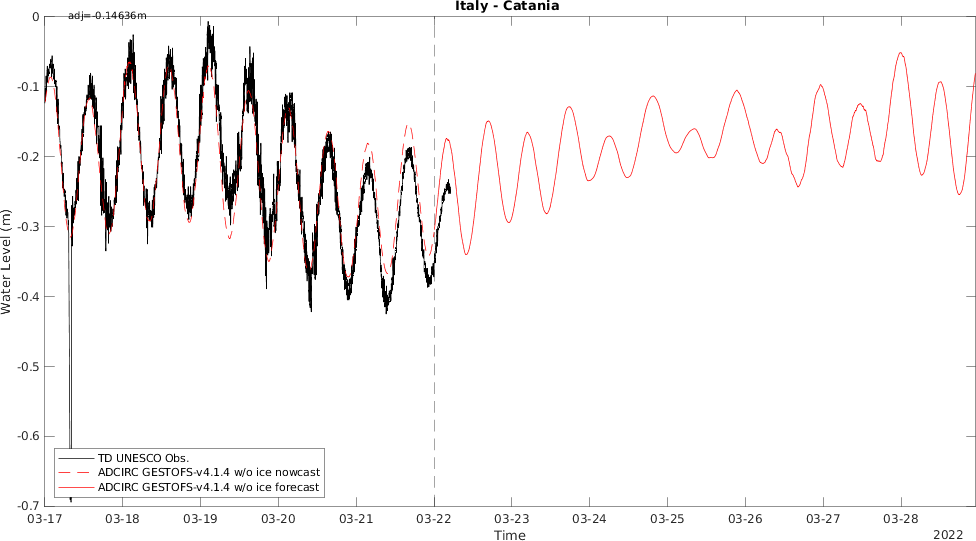 Italy - Catania
adj=-0.14636m
0
-0.1
-0.2
-0.3
-0.4
-0.5
-0.6
-0.7
Water Level (m)
TD UNESCO Obs.
ADCIRC GESTOFS-v4.1.4 w/o ice nowcast
ADCIRC GESTOFS-v4.1.4 w/o ice forecast
03-17 03-18 03-19 03-20 03-21 03-22 03-23 03-24 03-25 03-26 03-27 03-28
Time
2022